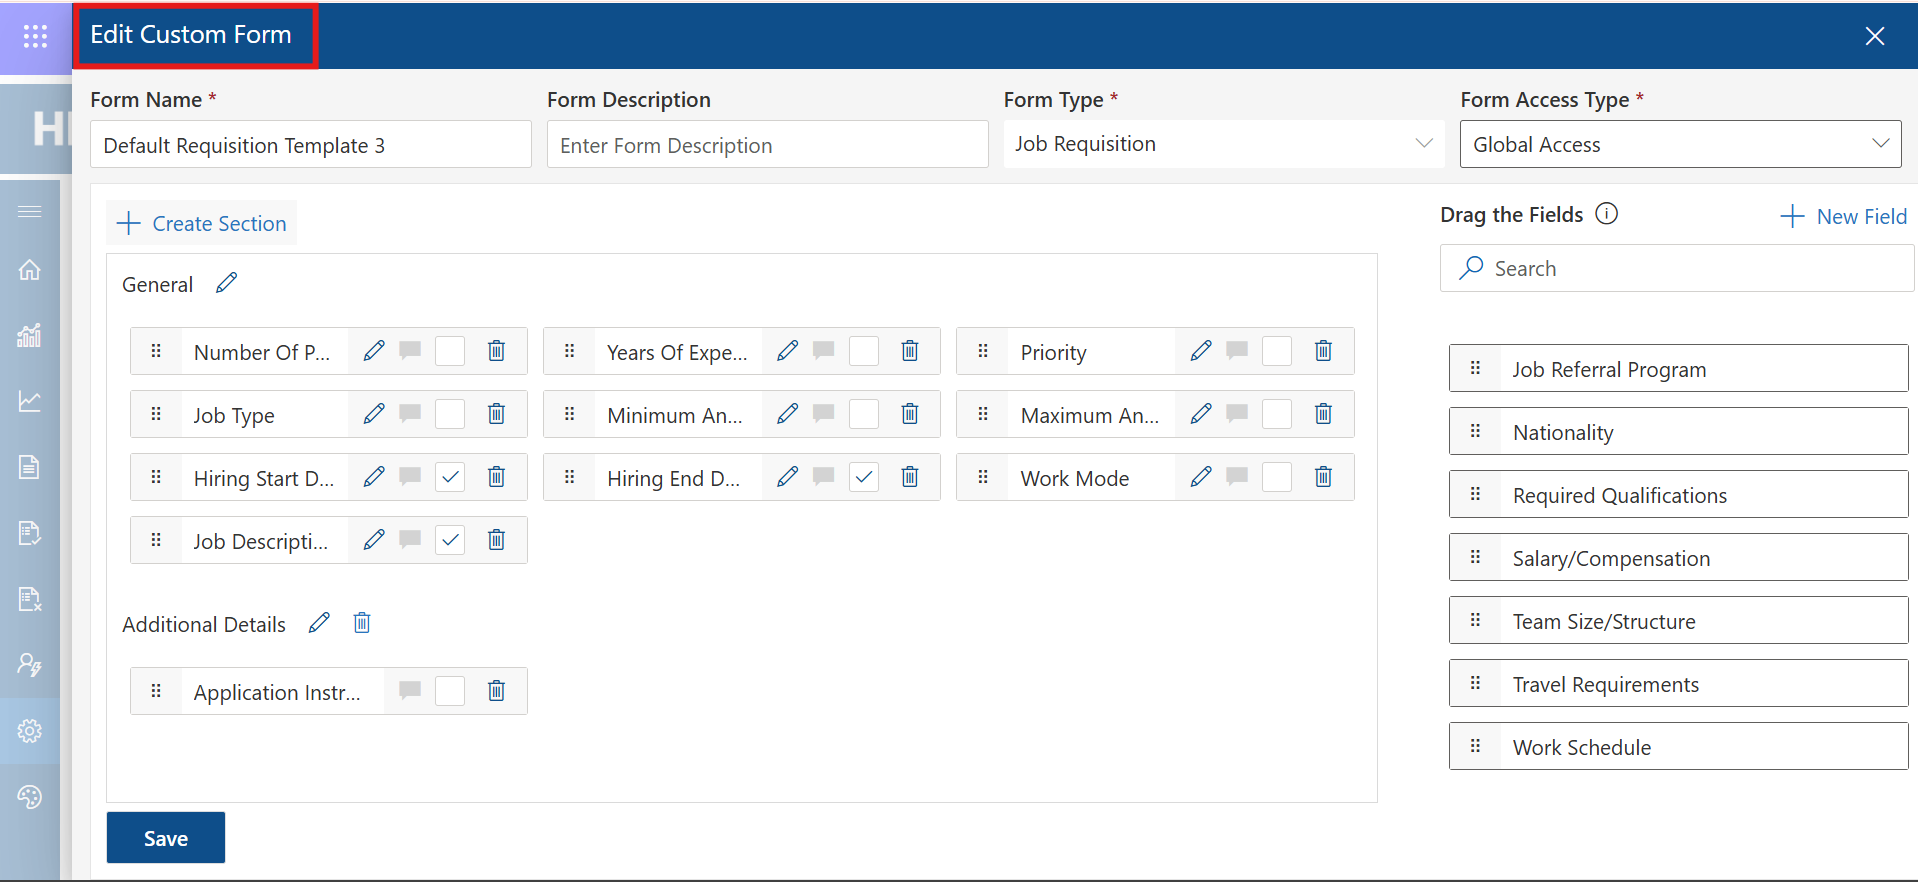 Edit Custom Form
Form Name *
Form Description
Form Type *
Form Access Type *
Default Requisition Template 3
Enter Form Description
Job Requisition
Global Access
Create Section
Drag the Fields
New Field
Search
General
Number Of P...
Years Of Expe...
Priority
Job Type
Minimum An...
Maximum An...
Hiring Start D...
Hiring End D...
Work Mode
Job Descripti...
Additional Details
Application Instr...
Job Referral Program
Nationality
Required Qualifications
Salary/Compensation
Team Size/Structure
Travel Requirements
Work Schedule
Save